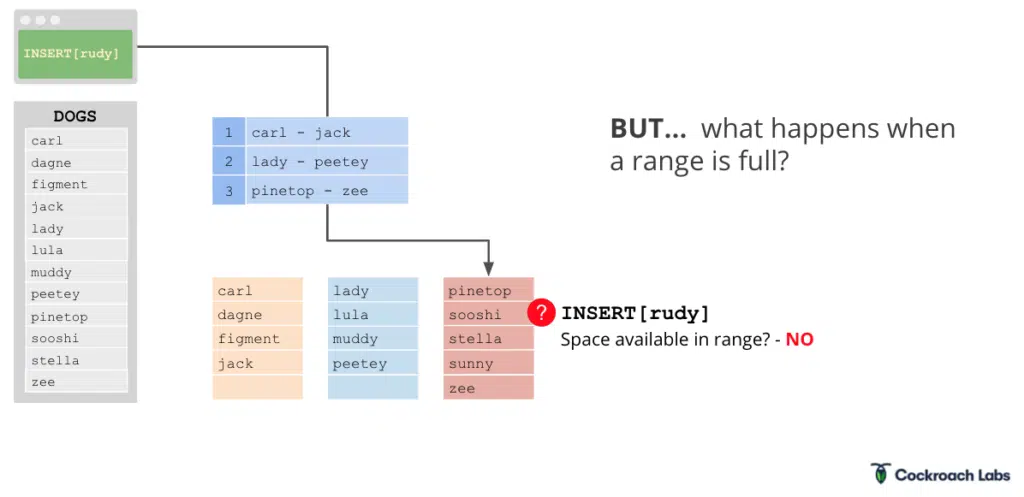 INSERT[rudy]
DOGS
carl
dagne
figment
jack
lady
lula
muddy
peetey
pinetop
sooshi
stella
zee
1 carl - jack
2 lady - peetey
3 pinetop - zee
BUT... what happens when
a range is full?
carl
dagne
figment
jack
lady
lula
muddy
peetey
pinetop
sooshi
stella
sunny
zee
?
INSERT[rudy]
Space available in range? - NO
Cockroach Labs